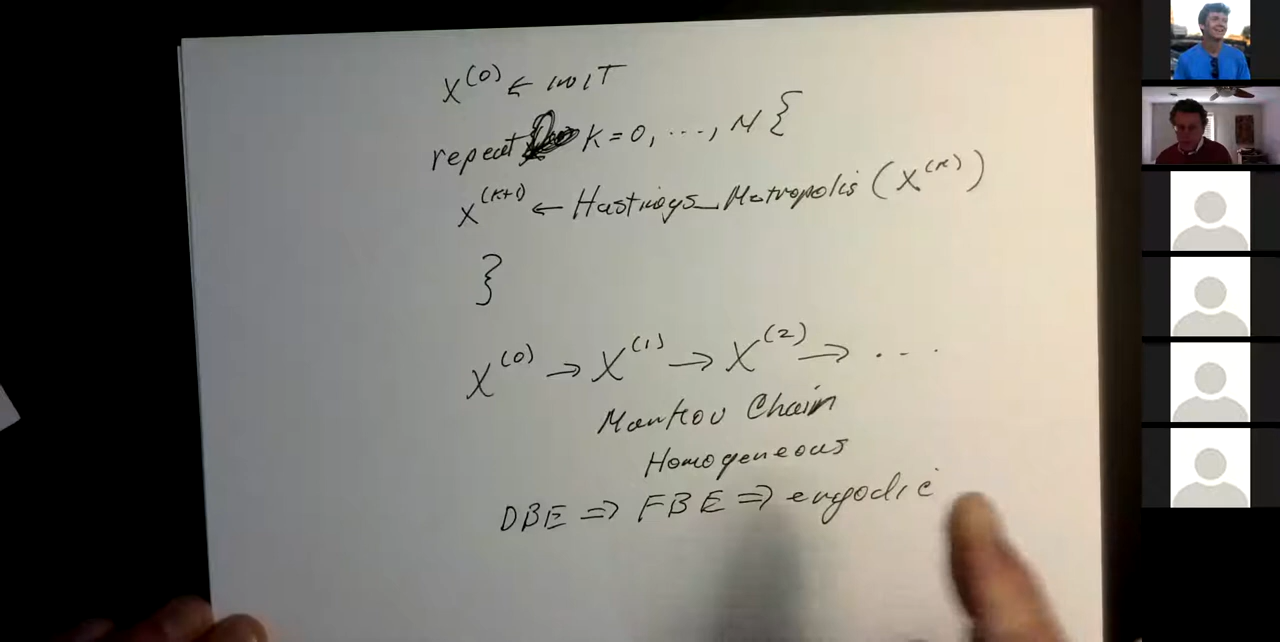 X^(0) ← INIT
repeat K = 0, ..., N {
X^(K+1) ← Hastings_Metropolis (X^(K))
}
X^(0) → X^(1) → X^(2) → ...
Markov Chain
Homogeneous
DBE ⇒ FBE ⇒ ergodic